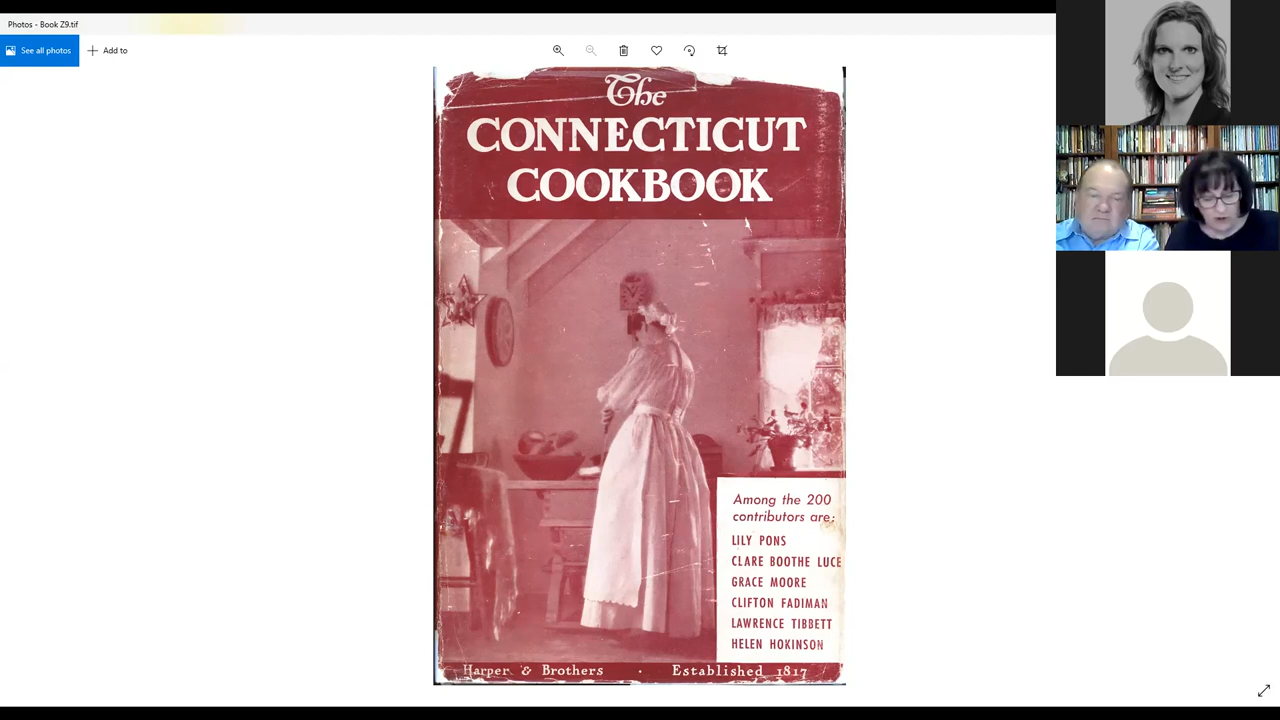 Photos - Book Z9.tif
See all photos
Add to
The
CONNECTICUT
COOKBOOK
Among the 200
contributors are:
LILY PONS
CLARE BOOTHE LUCE
GRACE MOORE
CLIFTON FADIMAN
LAWRENCE TIBBETT
HELEN HOKINSON
Harper & Brothers · Established 1817